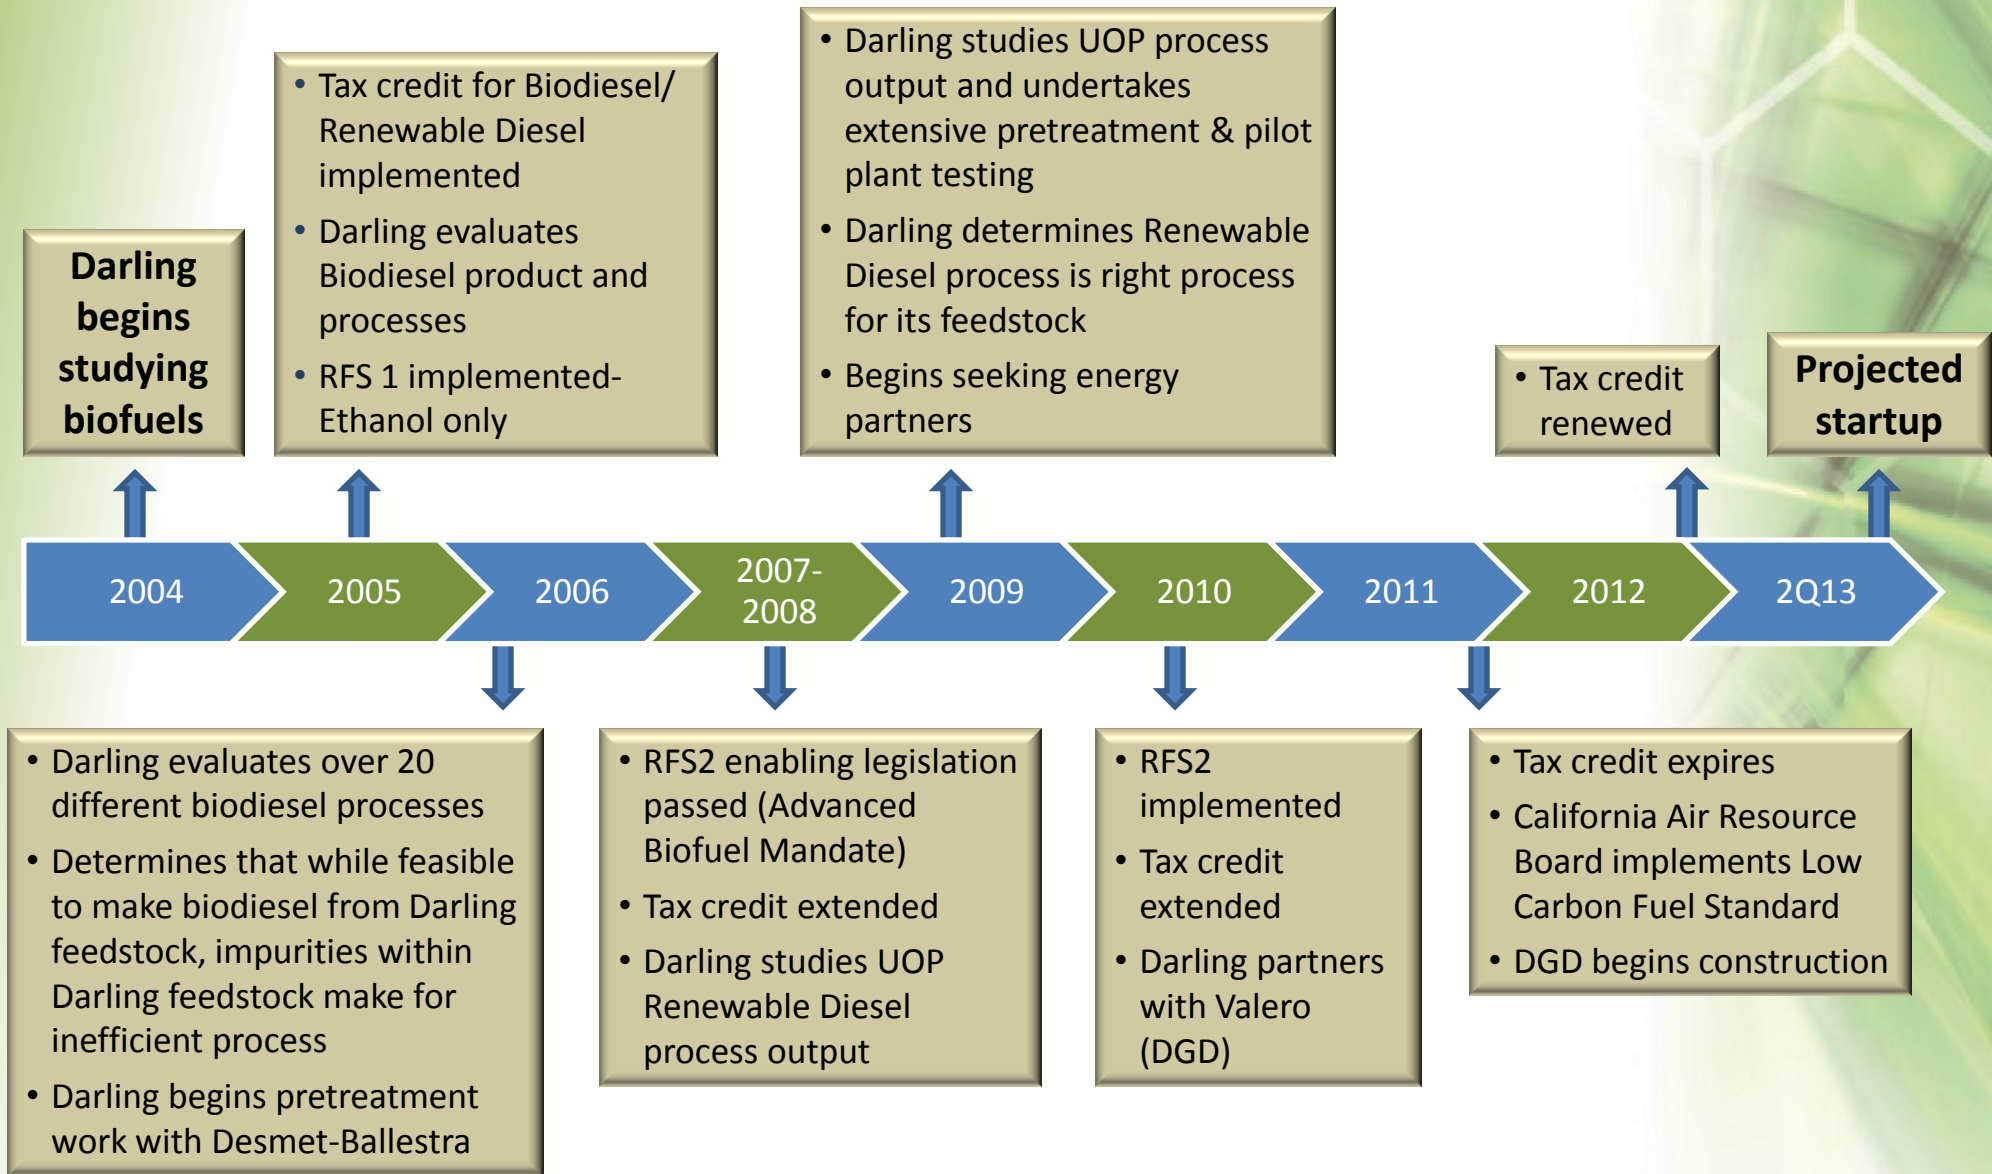 Darling
begins
studying
biofuels
• Tax credit for Biodiesel/
Renewable Diesel
implemented
• Darling evaluates
Biodiesel product and
processes
• RFS 1 implemented-
Ethanol only
• Darling studies UOP process
output and undertakes
extensive pretreatment & pilot
plant testing
• Darling determines Renewable
Diesel process is right process
for its feedstock
• Begins seeking energy
partners
• Tax credit
renewed
Projected
startup
2004
2005
2006
2007-
2008
2009
2010
2011
2012
2Q13
• Darling evaluates over 20
different biodiesel processes
• Determines that while feasible
to make biodiesel from Darling
feedstock, impurities within
Darling feedstock make for
inefficient process
• Darling begins pretreatment
work with Desmet-Ballestra
• RFS2 enabling legislation
passed (Advanced
Biofuel Mandate)
• Tax credit extended
• Darling studies UOP
Renewable Diesel
process output
• RFS2
implemented
• Tax credit
extended
• Darling partners
with Valero
(DGD)
• Tax credit expires
• California Air Resource
Board implements Low
Carbon Fuel Standard
• DGD begins construction